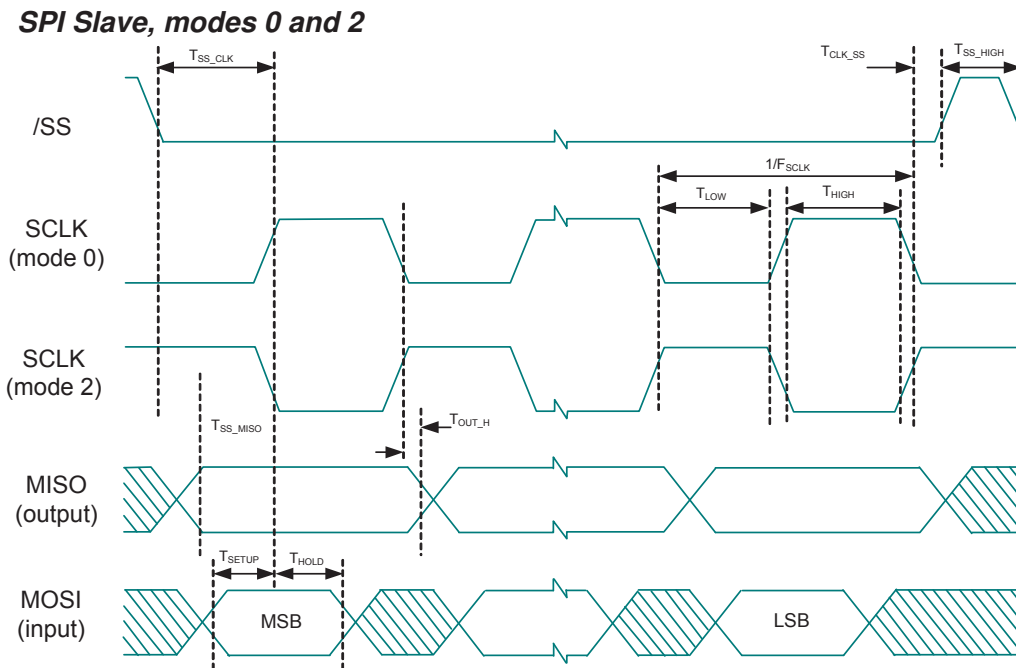 SPI Slave, modes 0 and 2
TSS_CLK
TCLK_SS
TSS_HIGH
/SS
1/FSCLK
TLOW
THIGH
SCLK
(mode 0)
SCLK
(mode 2)
TSS_MISO
TOUT_H
MISO
(output)
TSETUP
THOLD
MOSI
(input)
MSB
LSB